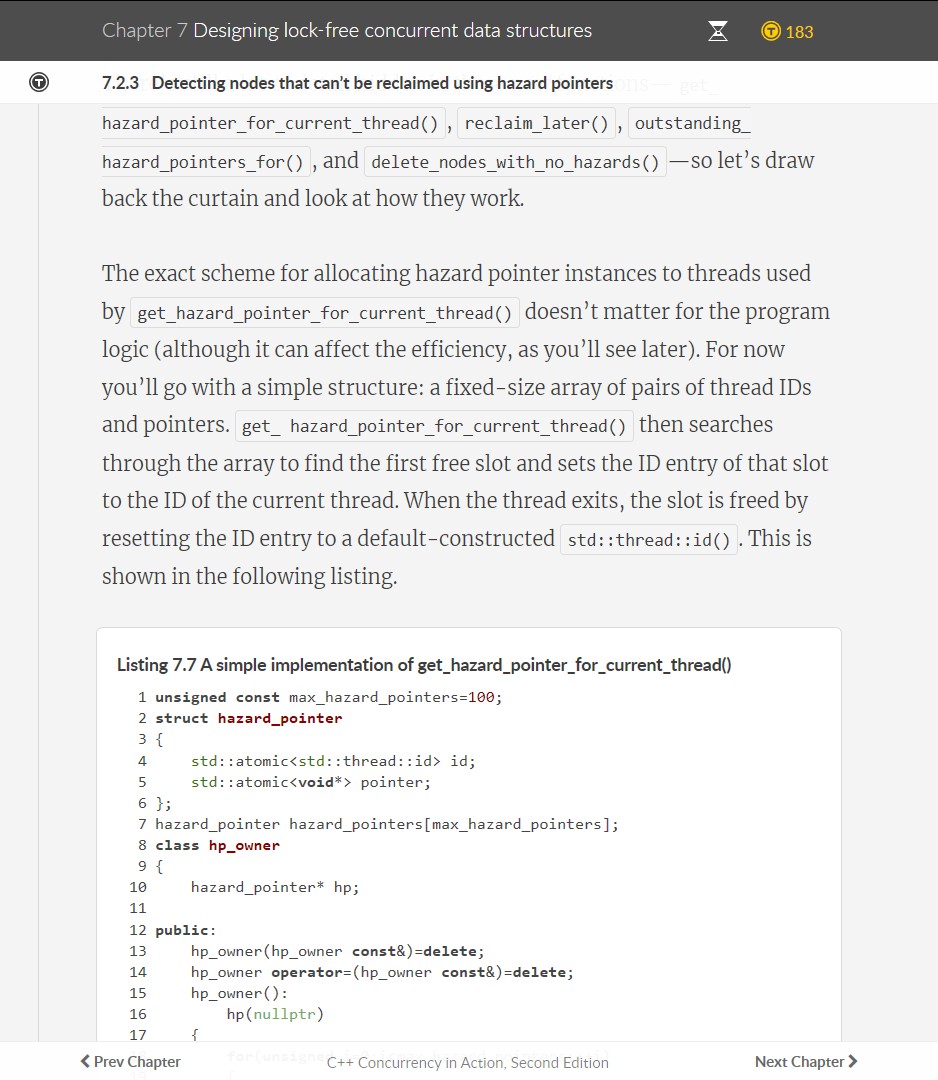 Chapter 7 Designing lock-free concurrent data structures
183
7.2.3 Detecting nodes that can’t be reclaimed using hazard pointers
hazard_pointer_for_current_thread() , reclaim_later() , outstanding_
hazard_pointers_for() , and delete_nodes_with_no_hazards() —so let’s draw
back the curtain and look at how they work.
The exact scheme for allocating hazard pointer instances to threads used
by get_hazard_pointer_for_current_thread() doesn’t matter for the program
logic (although it can affect the efficiency, as you’ll see later). For now
you’ll go with a simple structure: a fixed-size array of pairs of thread IDs
and pointers. get_ hazard_pointer_for_current_thread() then searches
through the array to find the first free slot and sets the ID entry of that slot
to the ID of the current thread. When the thread exits, the slot is freed by
resetting the ID entry to a default-constructed std::thread::id() . This is
shown in the following listing.
Listing 7.7 A simple implementation of get_hazard_pointer_for_current_thread()
1 unsigned const max_hazard_pointers=100;
2 struct hazard_pointer
3 {
4     std::atomic<std::thread::id> id;
5     std::atomic<void*> pointer;
6 };
7 hazard_pointer hazard_pointers[max_hazard_pointers];
8 class hp_owner
9 {
10     hazard_pointer* hp;
11
12 public:
13     hp_owner(hp_owner const&)=delete;
14     hp_owner operator=(hp_owner const&)=delete;
15     hp_owner():
16         hp(nullptr)
17     {
Prev Chapter
C++ Concurrency in Action, Second Edition
Next Chapter